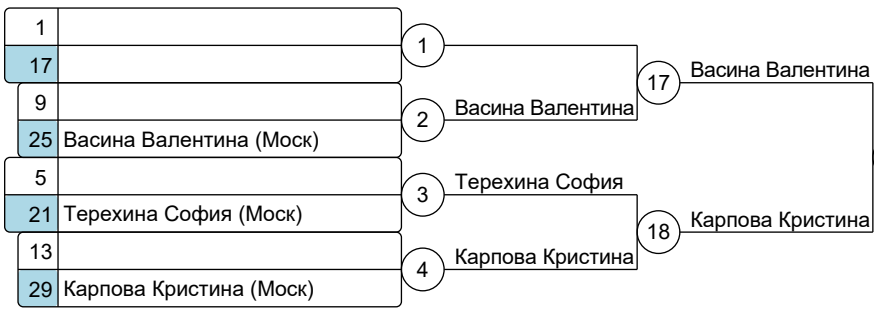 1
17
1
9
25 Васина Валентина (Моск)
2
Васина Валентина
17
Васина Валентина
5
21 Терехина София (Моск)
3
Терехина София
13
29 Карпова Кристина (Моск)
4
Карпова Кристина
18
Карпова Кристина